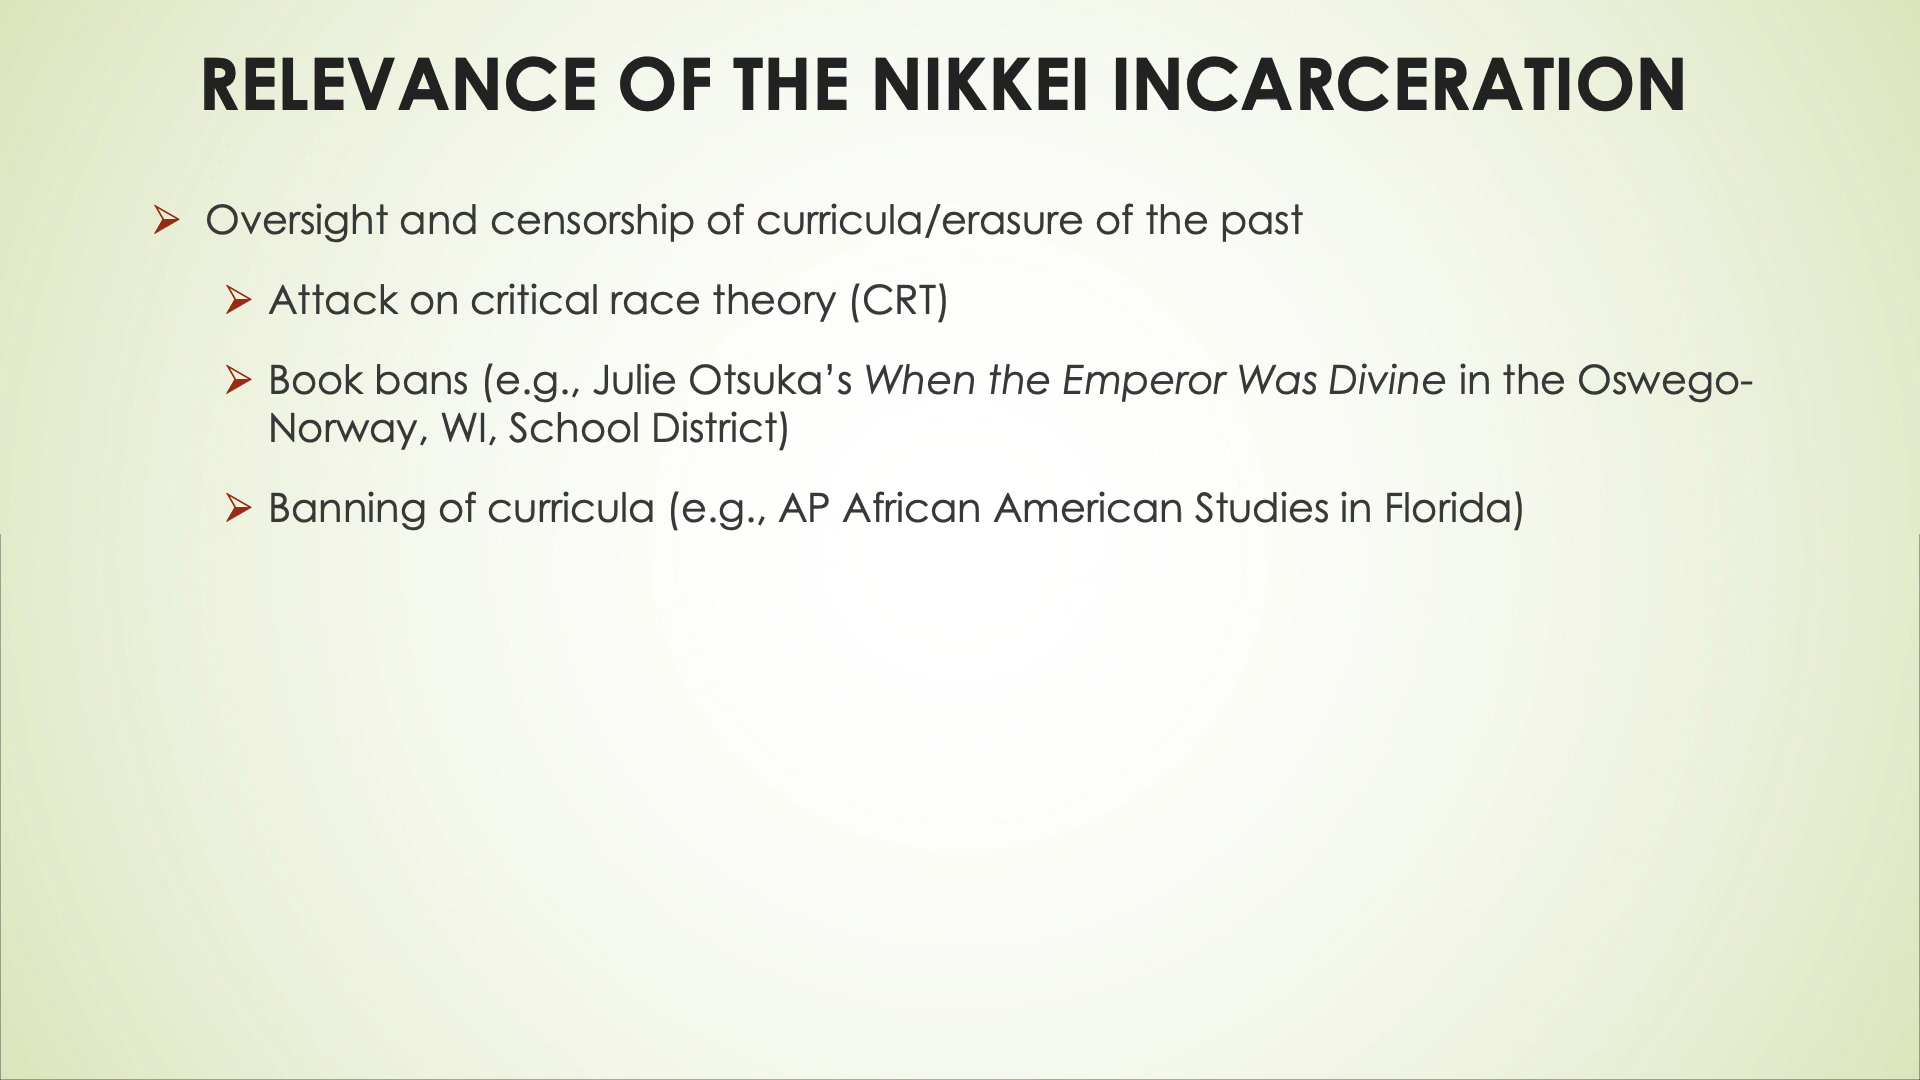 RELEVANCE OF THE NIKKEI INCARCERATION
Oversight and censorship of curricula/erasure of the past
Attack on critical race theory (CRT)
Book bans (e.g., Julie Otsuka’s When the Emperor Was Divine in the Oswego-
Norway, WI, School District)
Banning of curricula (e.g., AP African American Studies in Florida)